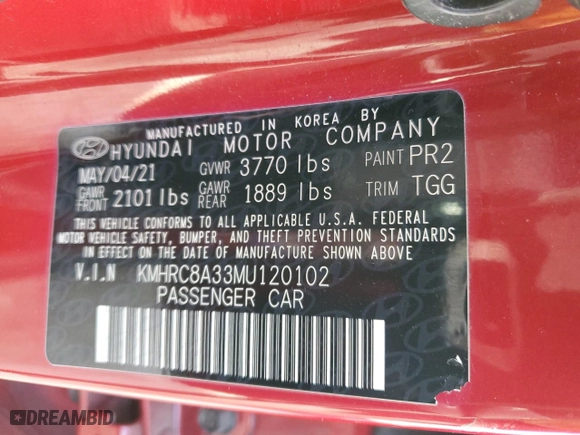 MANUFACTURED IN KOREA BY
HYUNDAI MOTOR COMPANY
MAY/04/21 GVWR 3770 lbs PAINT PR2
GAWR FRONT 2101 lbs GAWR REAR 1889 lbs TRIM TGG
THIS VEHICLE CONFORMS TO ALL APPLICABLE U.S.A. FEDERAL
MOTOR VEHICLE SAFETY, BUMPER, AND THEFT PREVENTION STANDARDS
IN EFFECT ON THE DATE OF MANUFACTURE SHOWN ABOVE.
V.I.N KMHRC8A33MU120102
PASSENGER CAR
DREAMBID